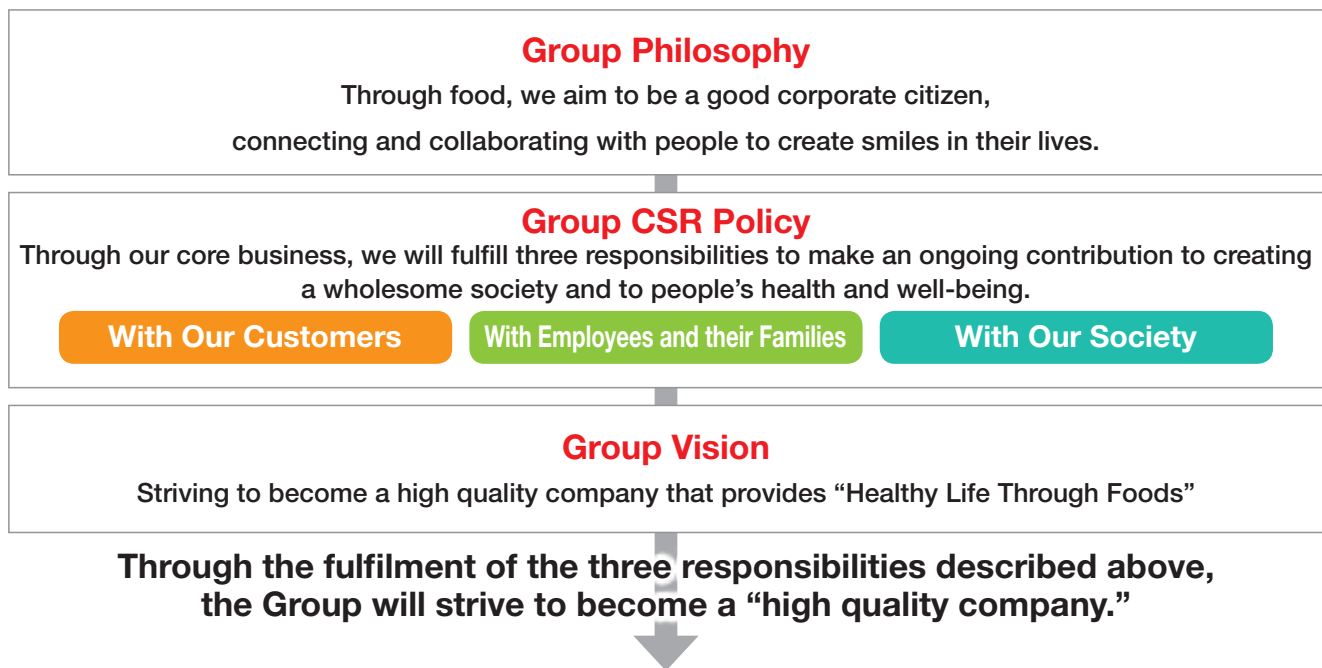 Group Philosophy
Through food, we aim to be a good corporate citizen,
connecting and collaborating with people to create smiles in their lives.
Group CSR Policy
Through our core business, we will fulfill three responsibilities to make an ongoing contribution to creating
a wholesome society and to people’s health and well-being.
With Our Customers
With Employees and their Families
With Our Society
Group Vision
Striving to become a high quality company that provides “Healthy Life Through Foods”
Through the fulfilment of the three responsibilities described above,
the Group will strive to become a “high quality company.”